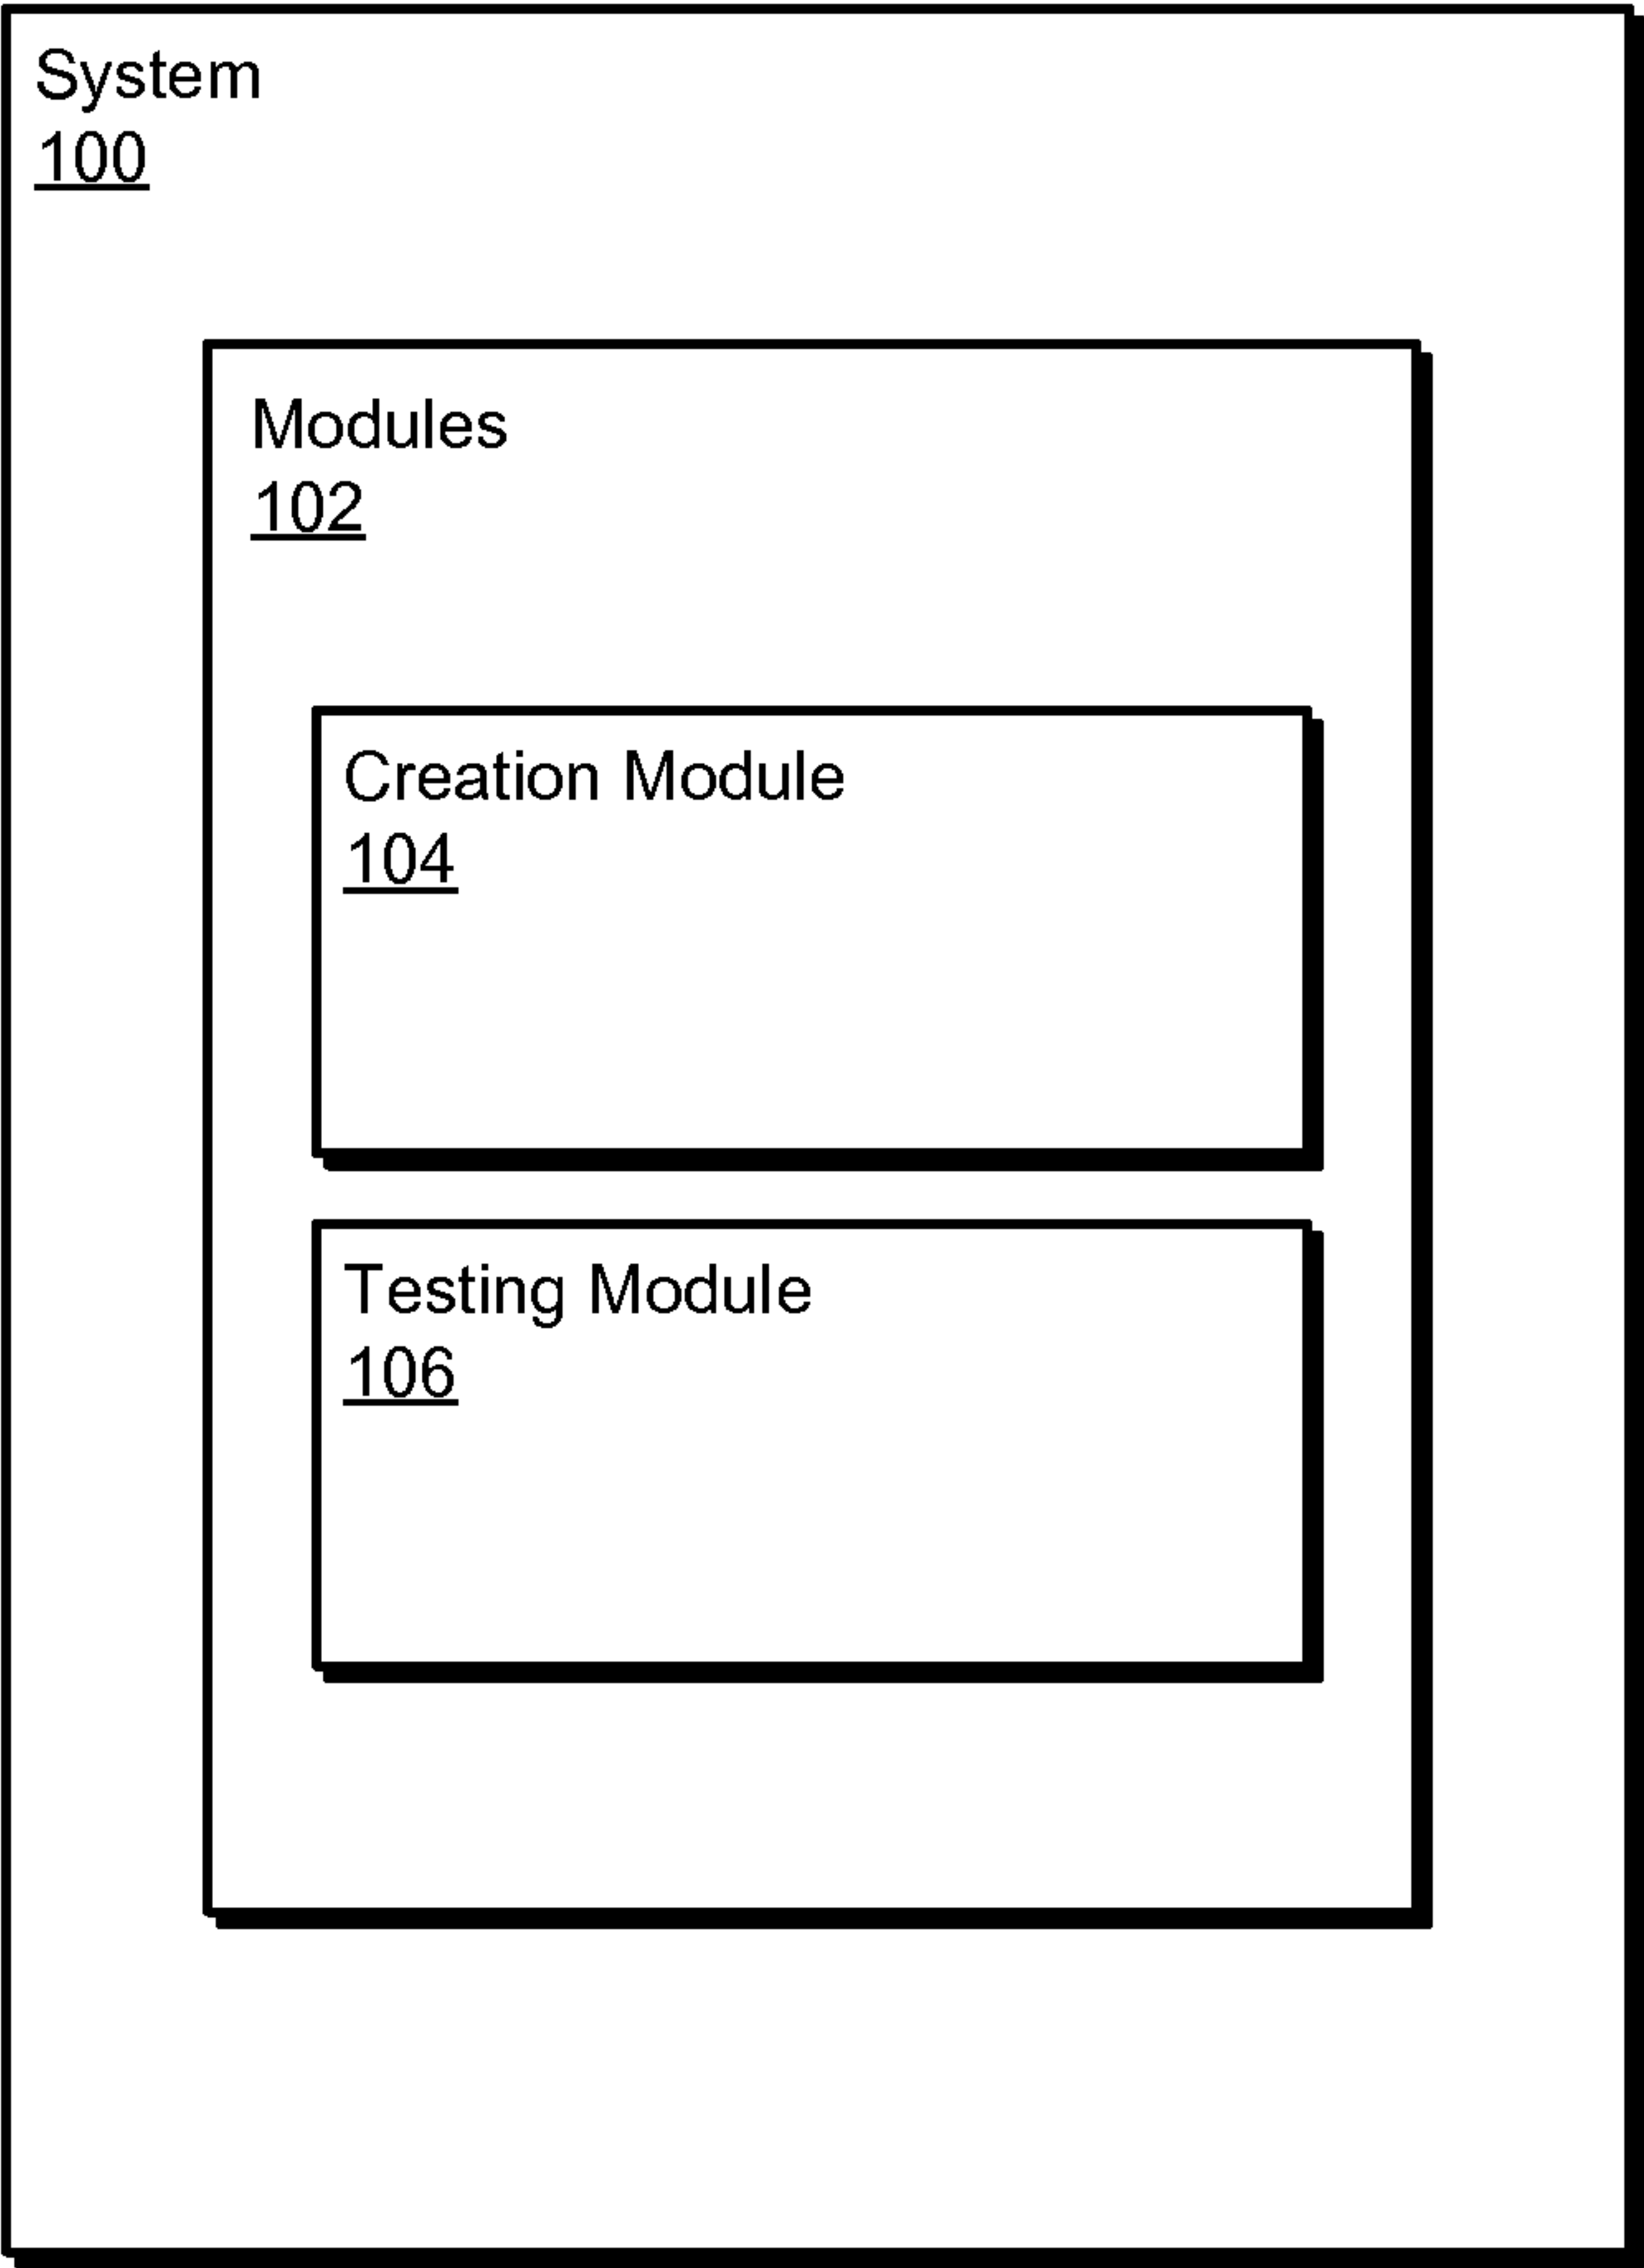 System
100
Modules
102
Creation Module
104
Testing Module
106